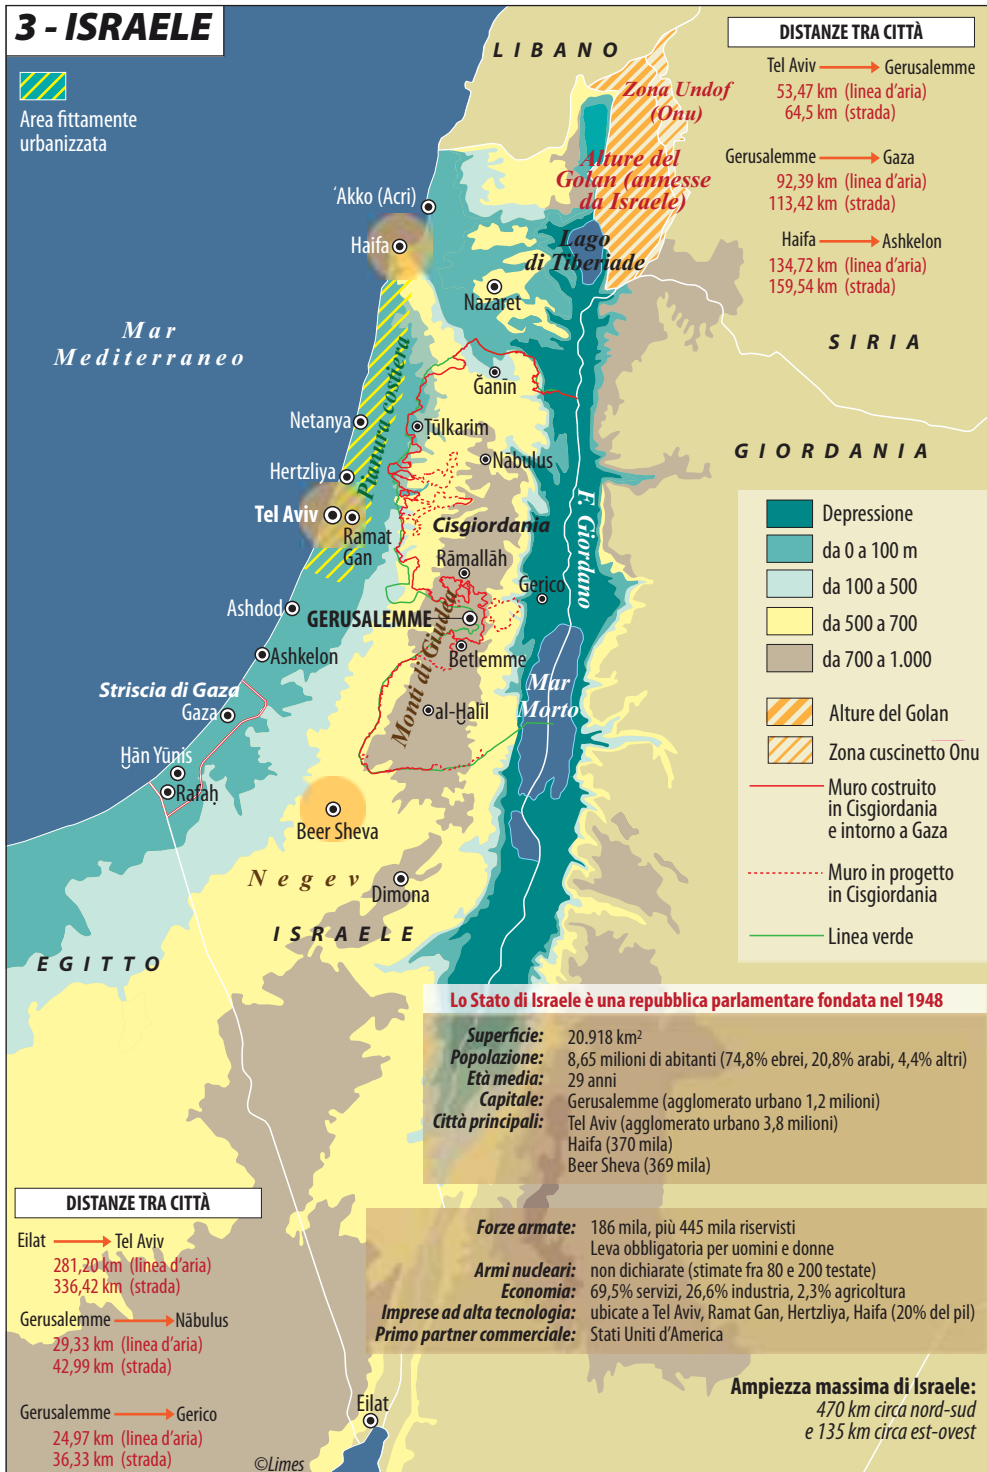 3 - ISRAELE
Area fittamente
urbanizzata
DISTANZE TRA CITTÀ
Tel Aviv → Gerusalemme
53,47 km (linea d'aria)
64,5 km (strada)
Gerusalemme → Gaza
92,39 km (linea d'aria)
113,42 km (strada)
Haifa → Ashkelon
134,72 km (linea d'aria)
159,54 km (strada)
LIBANO
Zona Undof
(Onu)
Alture del
Golan (annesse
da Israele)
'Akko (Acri)
Haifa
Lago
di Tiberiade
Nazaret
Mar
Mediterraneo
SIRIA
Pianura costiera
Ǧanīn
Netanya
Ṭūlkarim
GIORDANIA
Nābulus
Hertzliya
Tel Aviv
Ramat
Gan
Cisgiordania
F. Giordano
Rāmallāh
Gerico
Ashdod
GERUSALEMME
Monti di Giudea
Betlemme
Ashkelon
Striscia di Gaza
Gaza
al-Ḫalīl
Mar
Morto
Ḫān Yūnis
Rafaḥ
Beer Sheva
Negev
Dimona
ISRAELE
EGITTO
Depressione
da 0 a 100 m
da 100 a 500
da 500 a 700
da 700 a 1.000
Alture del Golan
Zona cuscinetto Onu
Muro costruito
in Cisgiordania
e intorno a Gaza
Muro in progetto
in Cisgiordania
Linea verde
Lo Stato di Israele è una repubblica parlamentare fondata nel 1948
Superficie: 20.918 km²
Popolazione: 8,65 milioni di abitanti (74,8% ebrei, 20,8% arabi, 4,4% altri)
Età media: 29 anni
Capitale: Gerusalemme (agglomerato urbano 1,2 milioni)
Città principali: Tel Aviv (agglomerato urbano 3,8 milioni)
Haifa (370 mila)
Beer Sheva (369 mila)
Forze armate: 186 mila, più 445 mila riservisti
Leva obbligatoria per uomini e donne
Armi nucleari: non dichiarate (stimate fra 80 e 200 testate)
Economia: 69,5% servizi, 26,6% industria, 2,3% agricoltura
Imprese ad alta tecnologia: ubicate a Tel Aviv, Ramat Gan, Hertzliya, Haifa (20% del pil)
Primo partner commerciale: Stati Uniti d'America
DISTANZE TRA CITTÀ
Eilat → Tel Aviv
281,20 km (linea d'aria)
336,42 km (strada)
Gerusalemme → Nābulus
29,33 km (linea d'aria)
42,99 km (strada)
Gerusalemme → Gerico
24,97 km (linea d'aria)
36,33 km (strada)
Eilat
©Limes
Ampiezza massima di Israele:
470 km circa nord-sud
e 135 km circa est-ovest